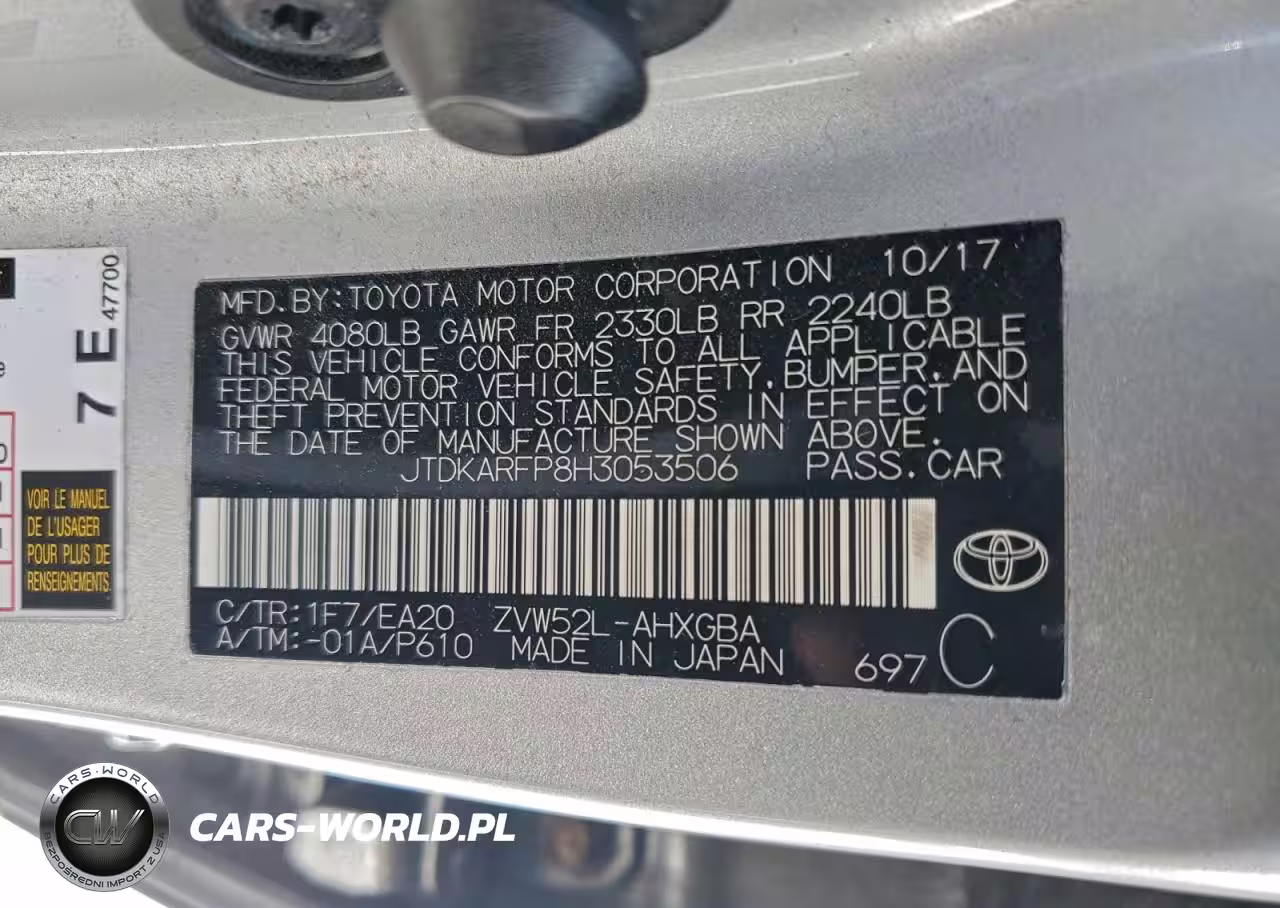 MFD. BY: TOYOTA MOTOR CORPORATION 10/17
GVWR 4080LB GAWR FR 2330LB RR 2240LB
THIS VEHICLE CONFORMS TO ALL APPLICABLE
FEDERAL MOTOR VEHICLE SAFETY, BUMPER, AND
THEFT PREVENTION STANDARDS IN EFFECT ON
THE DATE OF MANUFACTURE SHOWN ABOVE.
JTDKARFP8H3053506 PASS. CAR
C/TR: 1F7/EA20 ZVW52L-AHXGBA
A/TM: -01A/P610 MADE IN JAPAN 697 C
47700
7 E
VOIR LE MANUEL
DE L'USAGER
POUR PLUS DE
RENSEIGNEMENTS
CARS-WORLD
CW
BEZPOŚREDNI IMPORT Z USA
CARS-WORLD.PL